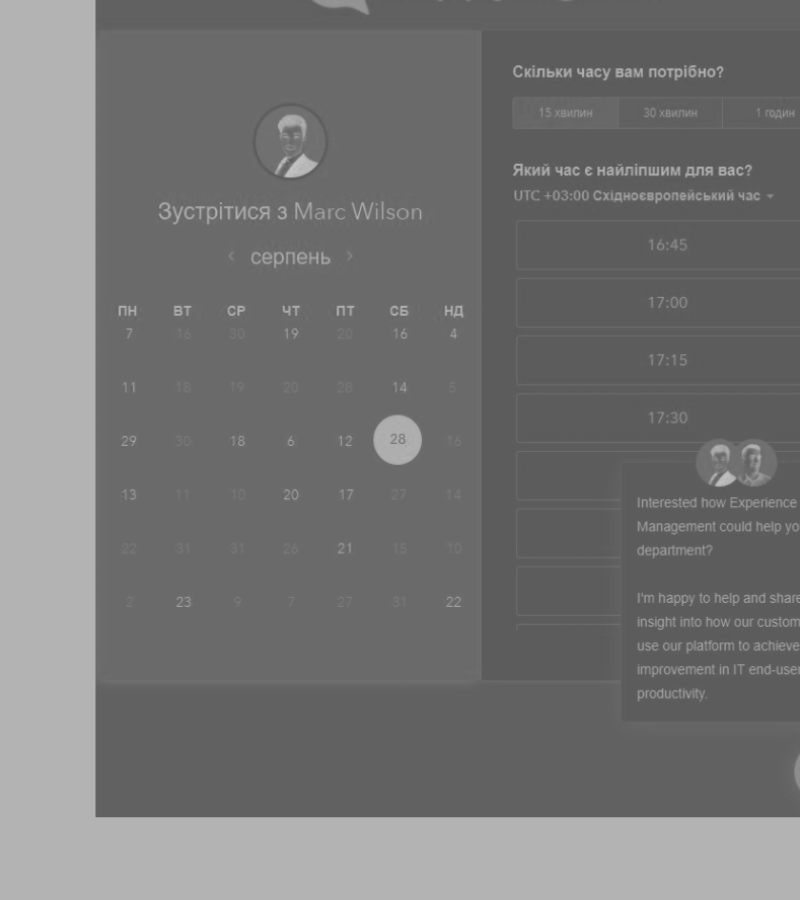 Скільки часу вам потрібно?
15 хвилин 30 хвилин 1 годин
Який час є найліпшим для вас?
UTC +03:00 Східноєвропейський час
Зустрітися з Marc Wilson
серпень
ПН ВТ СР ЧТ ПТ СБ НД
7 16 30 19 20 16 4
11 18 19 20 28 14 5
29 30 18 6 12 28 16
13 11 10 20 17 27 14
22 31 31 26 21 15 10
2 23 9 7 27 31 22
16:45
17:00
17:15
17:30
Interested how Experience
Management could help yo
department?
I'm happy to help and share
insight into how our custom
use our platform to achieve
improvement in IT end-user
productivity.